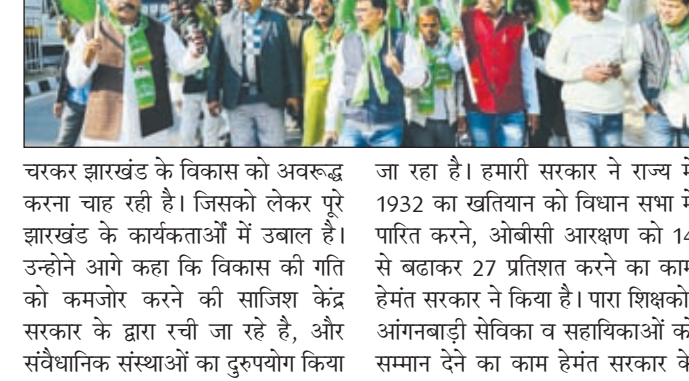 चरकर झारखंड के विकास को अवरूद्ध
करना चाह रही है। जिसको लेकर पूरे
झारखंड के कार्यकताओं में उबाल है।
उन्होने आगे कहा कि विकास की गति
को कमजोर करने की साजिश केंद्र
सरकार के द्वारा रची जा रहे है, और
संवैधानिक संस्थाओं का दुरुपयोग किया
जा रहा है। हमारी सरकार ने राज्य
1932 का खतियान को विधान सभा
पारित करने, ओबीसी आरक्षण को 14
से बढाकर 27 प्रतिशत करने का काम
हेमंत सरकार ने किया है। पारा शिक्षको
आंगनबाड़ी सेविका व सहायिकाओं को
सम्मान देने का काम हेमंत सरकार के